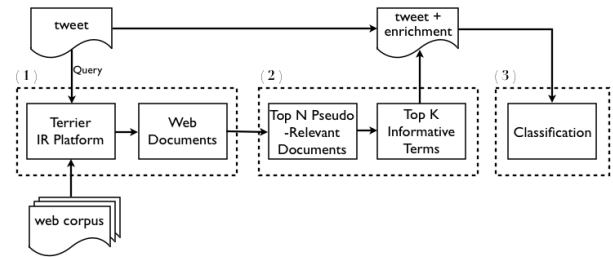 tweet
tweet +
enrichment
Query
(1)
(2)
(3)
Terrier
IR Platform
Web
Documents
Top N Pseudo
-Relevant
Documents
Top K
Informative
Terms
Classification
web corpus